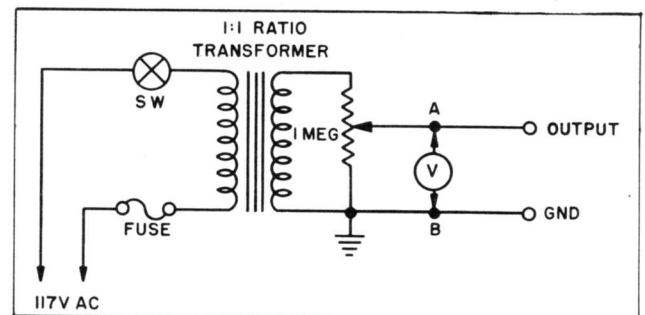 1:1 RATIO
TRANSFORMER
SW
1 MEG
A
OUTPUT
V
FUSE
B
GND
117V AC